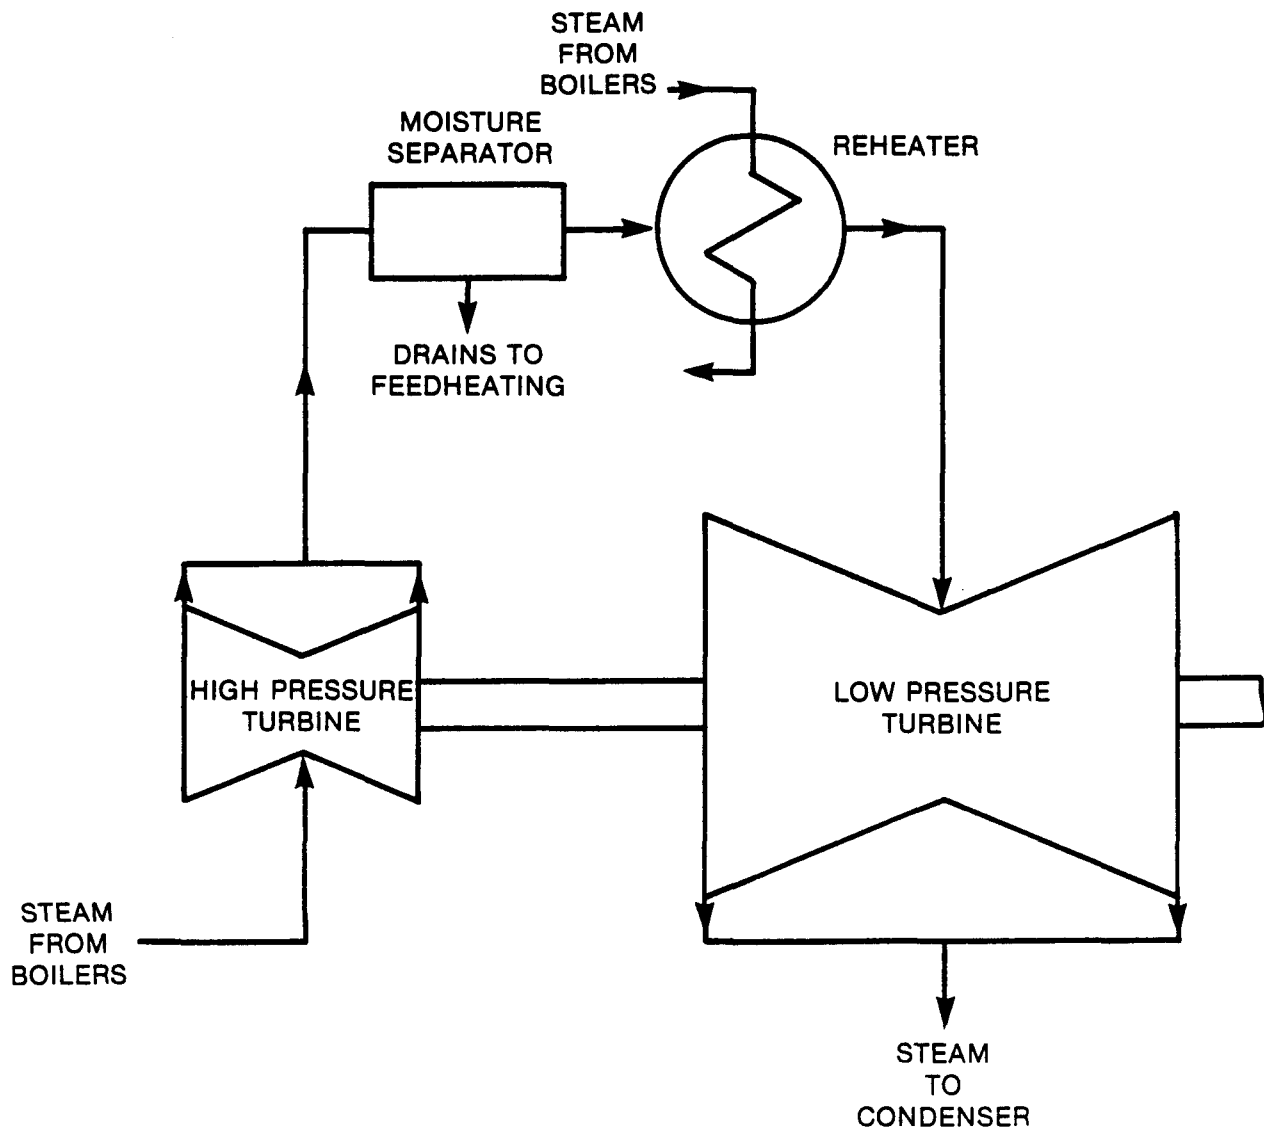 STEAM
FROM
BOILERS
MOISTURE
SEPARATOR
REHEATER
DRAINS TO
FEEDHEATING
HIGH PRESSURE
TURBINE
LOW PRESSURE
TURBINE
STEAM
FROM
BOILERS
STEAM
TO
CONDENSER